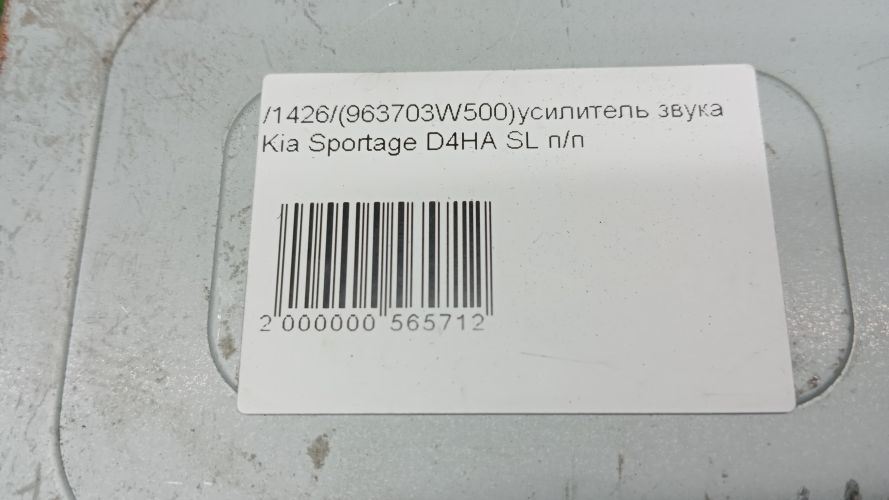 /1426/(963703W500)усилитель звука
Kia Sportage D4HA SL п/п
2 000000 565712